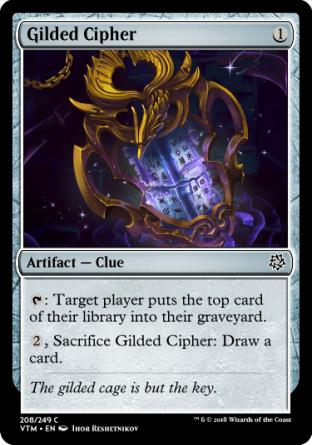 Gilded Cipher 1
Artifact — Clue
: Target player puts the top card
of their library into their graveyard.
2, Sacrifice Gilded Cipher: Draw a
card.
The gilded cage is but the key.
208/249 C
VTM • EN Ihor Reshetnikov
™ & © 2018 Wizards of the Coast